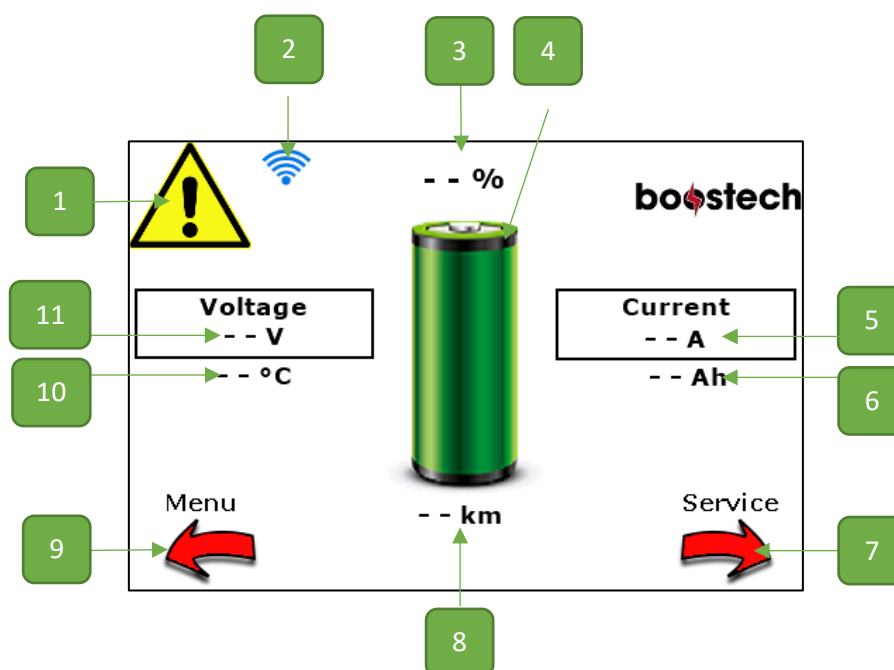 2
3
4
1
- - %
boostech
Voltage
- - V
11
Current
- - A
5
- - °C
10
- - Ah
6
Menu
9
- - km
Service
7
8